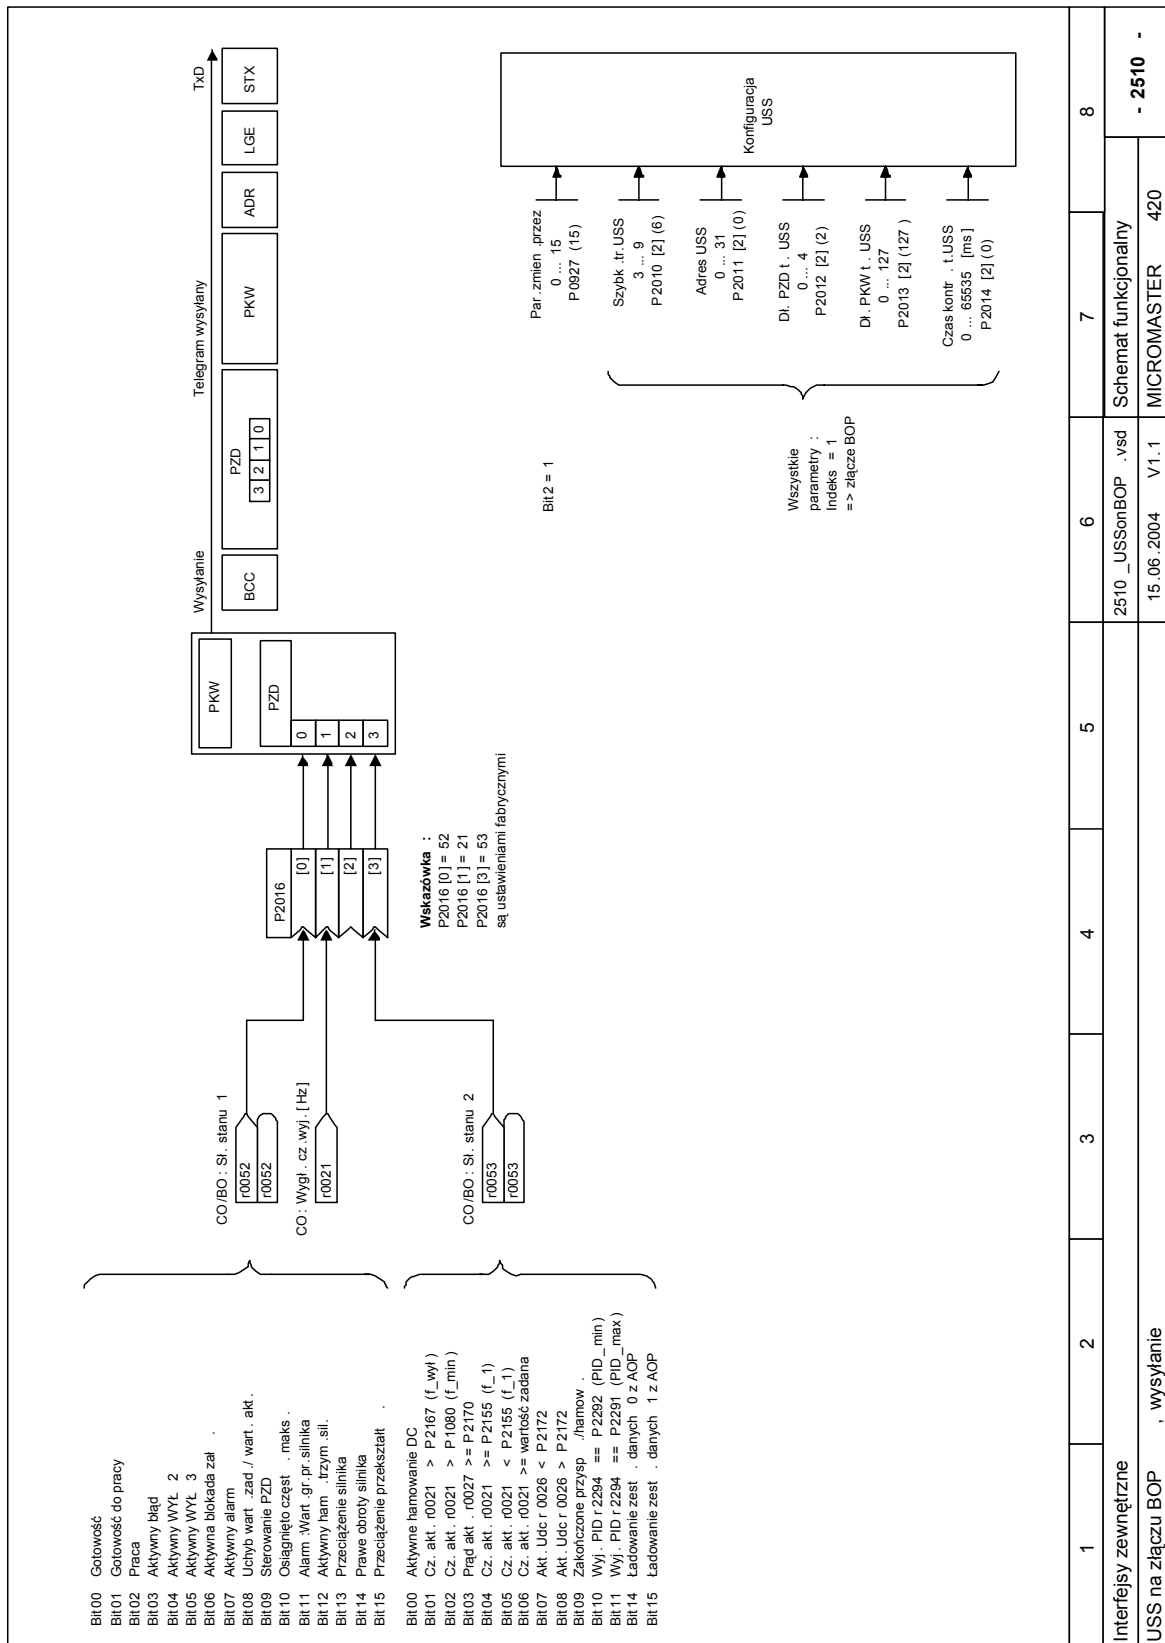 Bit00 Gotowość
Bit01 Gotowość do pracy
Bit02 Praca
Bit03 Aktywny błąd
Bit04 Aktywny WYŁ 2
Bit05 Aktywny WYŁ 3
Bit06 Aktywna blokada zał .
Bit07 Aktywny alarm
Bit08 Uchyb wart .zad ./ wart . akt.
Bit09 Sterowanie PZD
Bit10 Osiągnięto częst . maks .
Bit11 Alarm :Wart .gr.pr.silnika
Bit12 Aktywny ham .trzym .sil.
Bit13 Przeciążenie silnika
Bit14 Prawe obroty silnika
Bit15 Przeciążenie przekształt .
Bit00 Aktywne hamowanie DC
Bit01 Cz. akt. r0021 > P2167 (f_wył)
Bit02 Cz. akt. r0021 > P1080 (f_min )
Bit03 Prąd akt . r0027 >= P2170
Bit04 Cz. akt. r0021 >= P2155 (f_1)
Bit05 Cz. akt. r0021 < P2155 (f_1)
Bit06 Cz. akt. r0021 >= wartość zadana
Bit07 Akt. Udc r 0026 < P2172
Bit08 Akt. Udc r 0026 > P2172
Bit09 Zakończone przysp ./hamow .
Bit10 Wyj. PID r 2294 == P2292 (PID_min)
Bit11 Wyj. PID r 2294 == P2291 (PID_max)
Bit14 Ładowanie zest . danych 0 z AOP
Bit15 Ładowanie zest . danych 1 z AOP
CO/BO : Sł. stanu 1
r0052
r0052
CO: Wygł . cz .wyj. [Hz]
r0021
CO/BO : Sł. stanu 2
r0053
r0053
P2016
[0]
[1]
[2]
[3]
Wskazówka :
P2016 [0] = 52
P2016 [1] = 21
P2016 [3] = 53
są ustawieniami fabrycznymi
PKW
PZD
0
1
2
3
Wysyłanie
Telegram wysyłany
TxD
BCC
PZD
3 2 1 0
PKW
ADR
LGE
STX
Bit2 = 1
Wszystkie
parametry :
Indeks = 1
=> złącze BOP
Par .zmien .przez
0 ... 15
P0927 (15)
Szybk .tr. USS
3 ... 9
P2010 [2] (6)
Adres USS
0 ... 31
P2011 [2] (0)
Dł. PZD t . USS
0 ... 4
P2012 [2] (2)
Dł. PKW t . USS
0 ... 127
P2013 [2] (127 )
Czas kontr . t.USS
0 ... 65535 [ms]
P2014 [2] (0)
Konfiguracja
USS
1 2 3 4 5 6 7 8
Interfejsy zewnętrzne 2510 _USSonBOP .vsd Schemat funkcjonalny - 2510 -
USS na złączu BOP , wysyłanie 15.06.2004 V1.1 MICROMASTER 420